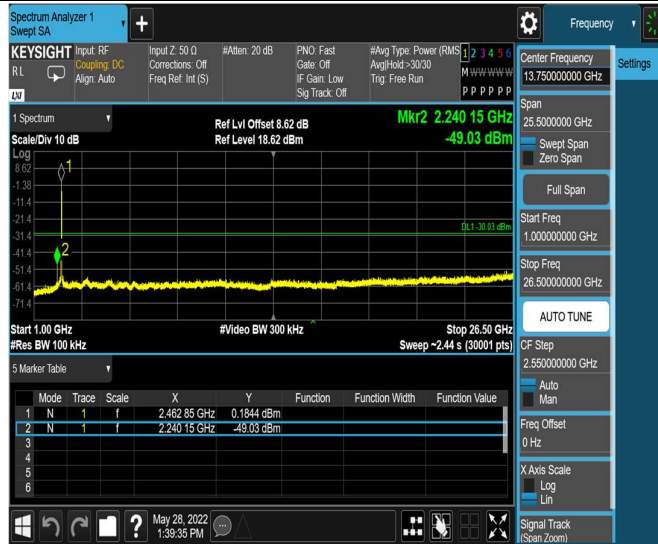 Spectrum Analyzer 1
Swept SA
+
Frequency
KEYSIGHT
RL
LXI
Input: RF
Coupling: DC
Align: Auto
Input Z: 50 Ω
Corrections: Off
Freq Ref: Int (S)
#Atten: 20 dB
PNO: Fast
Gate: Off
IF Gain: Low
Sig Track: Off
#Avg Type: Power (RMS
Avg|Hold:>30/30
Trig: Free Run
1 2 3 4 5 6
M W W W W W
P P P P P P
1 Spectrum
Scale/Div 10 dB
Ref Lvl Offset 8.62 dB
Ref Level 18.62 dBm
Mkr2 2.240 15 GHz
-49.03 dBm
Log
8.62
-1.38
-11.4
-21.4
-31.4
-41.4
-51.4
-61.4
-71.4
1
2
DL1 -30.03 dBm
Start 1.00 GHz
#Res BW 100 kHz
#Video BW 300 kHz
Stop 26.50 GHz
Sweep ~2.44 s (30001 pts)
5 Marker Table
Mode Trace Scale X Y Function Function Width Function Value
1 N 1 f 2.462 85 GHz 0.1844 dBm
2 N 1 f 2.240 15 GHz -49.03 dBm
3
4
5
6
May 28, 2022
1:39:35 PM
Center Frequency
13.750000000 GHz
Settings
Span
25.5000000 GHz
Swept Span
Zero Span
Full Span
Start Freq
1.000000000 GHz
Stop Freq
26.500000000 GHz
AUTO TUNE
CF Step
2.550000000 GHz
Auto
Man
Freq Offset
0 Hz
X Axis Scale
Log
Lin
Signal Track
(Span Zoom)